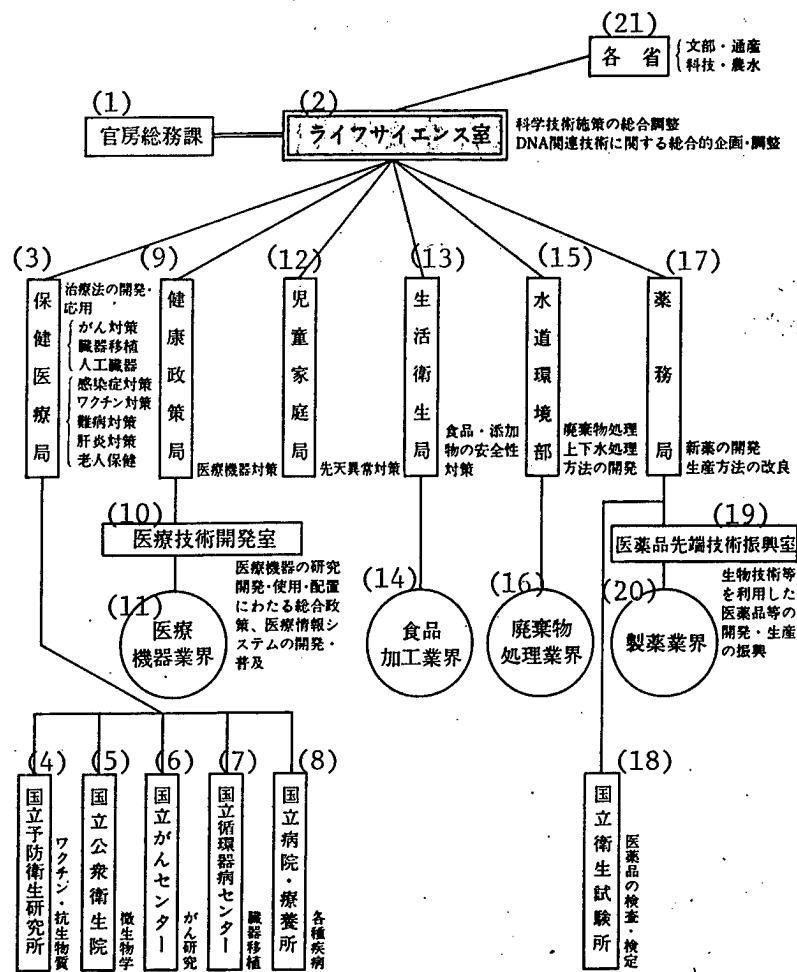 (21)
各省
文部・通産
科技・農水
(1)
官房総務課
(2)
ライフサイエンス室
科学技術施策の総合調整
DNA関連技術に関する総合的企画・調整
(3)
保健医療局
治療法の開発・
応用
がん対策
臓器移植
人工臓器
感染症対策
ワクチン対策
難病対策
肝炎対策
老人保健
(9)
健康政策局
医療機器対策
(12)
児童家庭局
先天異常対策
(13)
生活衛生局
食品・添加
物の安全性
対策
(15)
水道環境部
廃棄物処理
上下水処理
方法の開発
(17)
薬務局
新薬の開発
生産方法の改良
(10)
医療技術開発室
医療機器の研究
開発・使用・配置
にわたる総合政
策、医療情報シ
ステムの開発・
普及
(11)
医療
機器業界
(14)
食品
加工業界
(16)
廃棄物
処理業界
(19)
医薬品先端技術振興室
生物技術等
を利用した
医薬品等の
開発・生産
の振興
(20)
製薬業界
(4)
国立予防衛生研究所
ワクチン・抗生物質
(5)
国立公衆衛生院
微生物学
(6)
国立がんセンター
がん研究
(7)
国立循環器病センター
臓器移植
(8)
国立病院・療養所
各種疾病
(18)
国立衛生試験所
医薬品の検査・検定